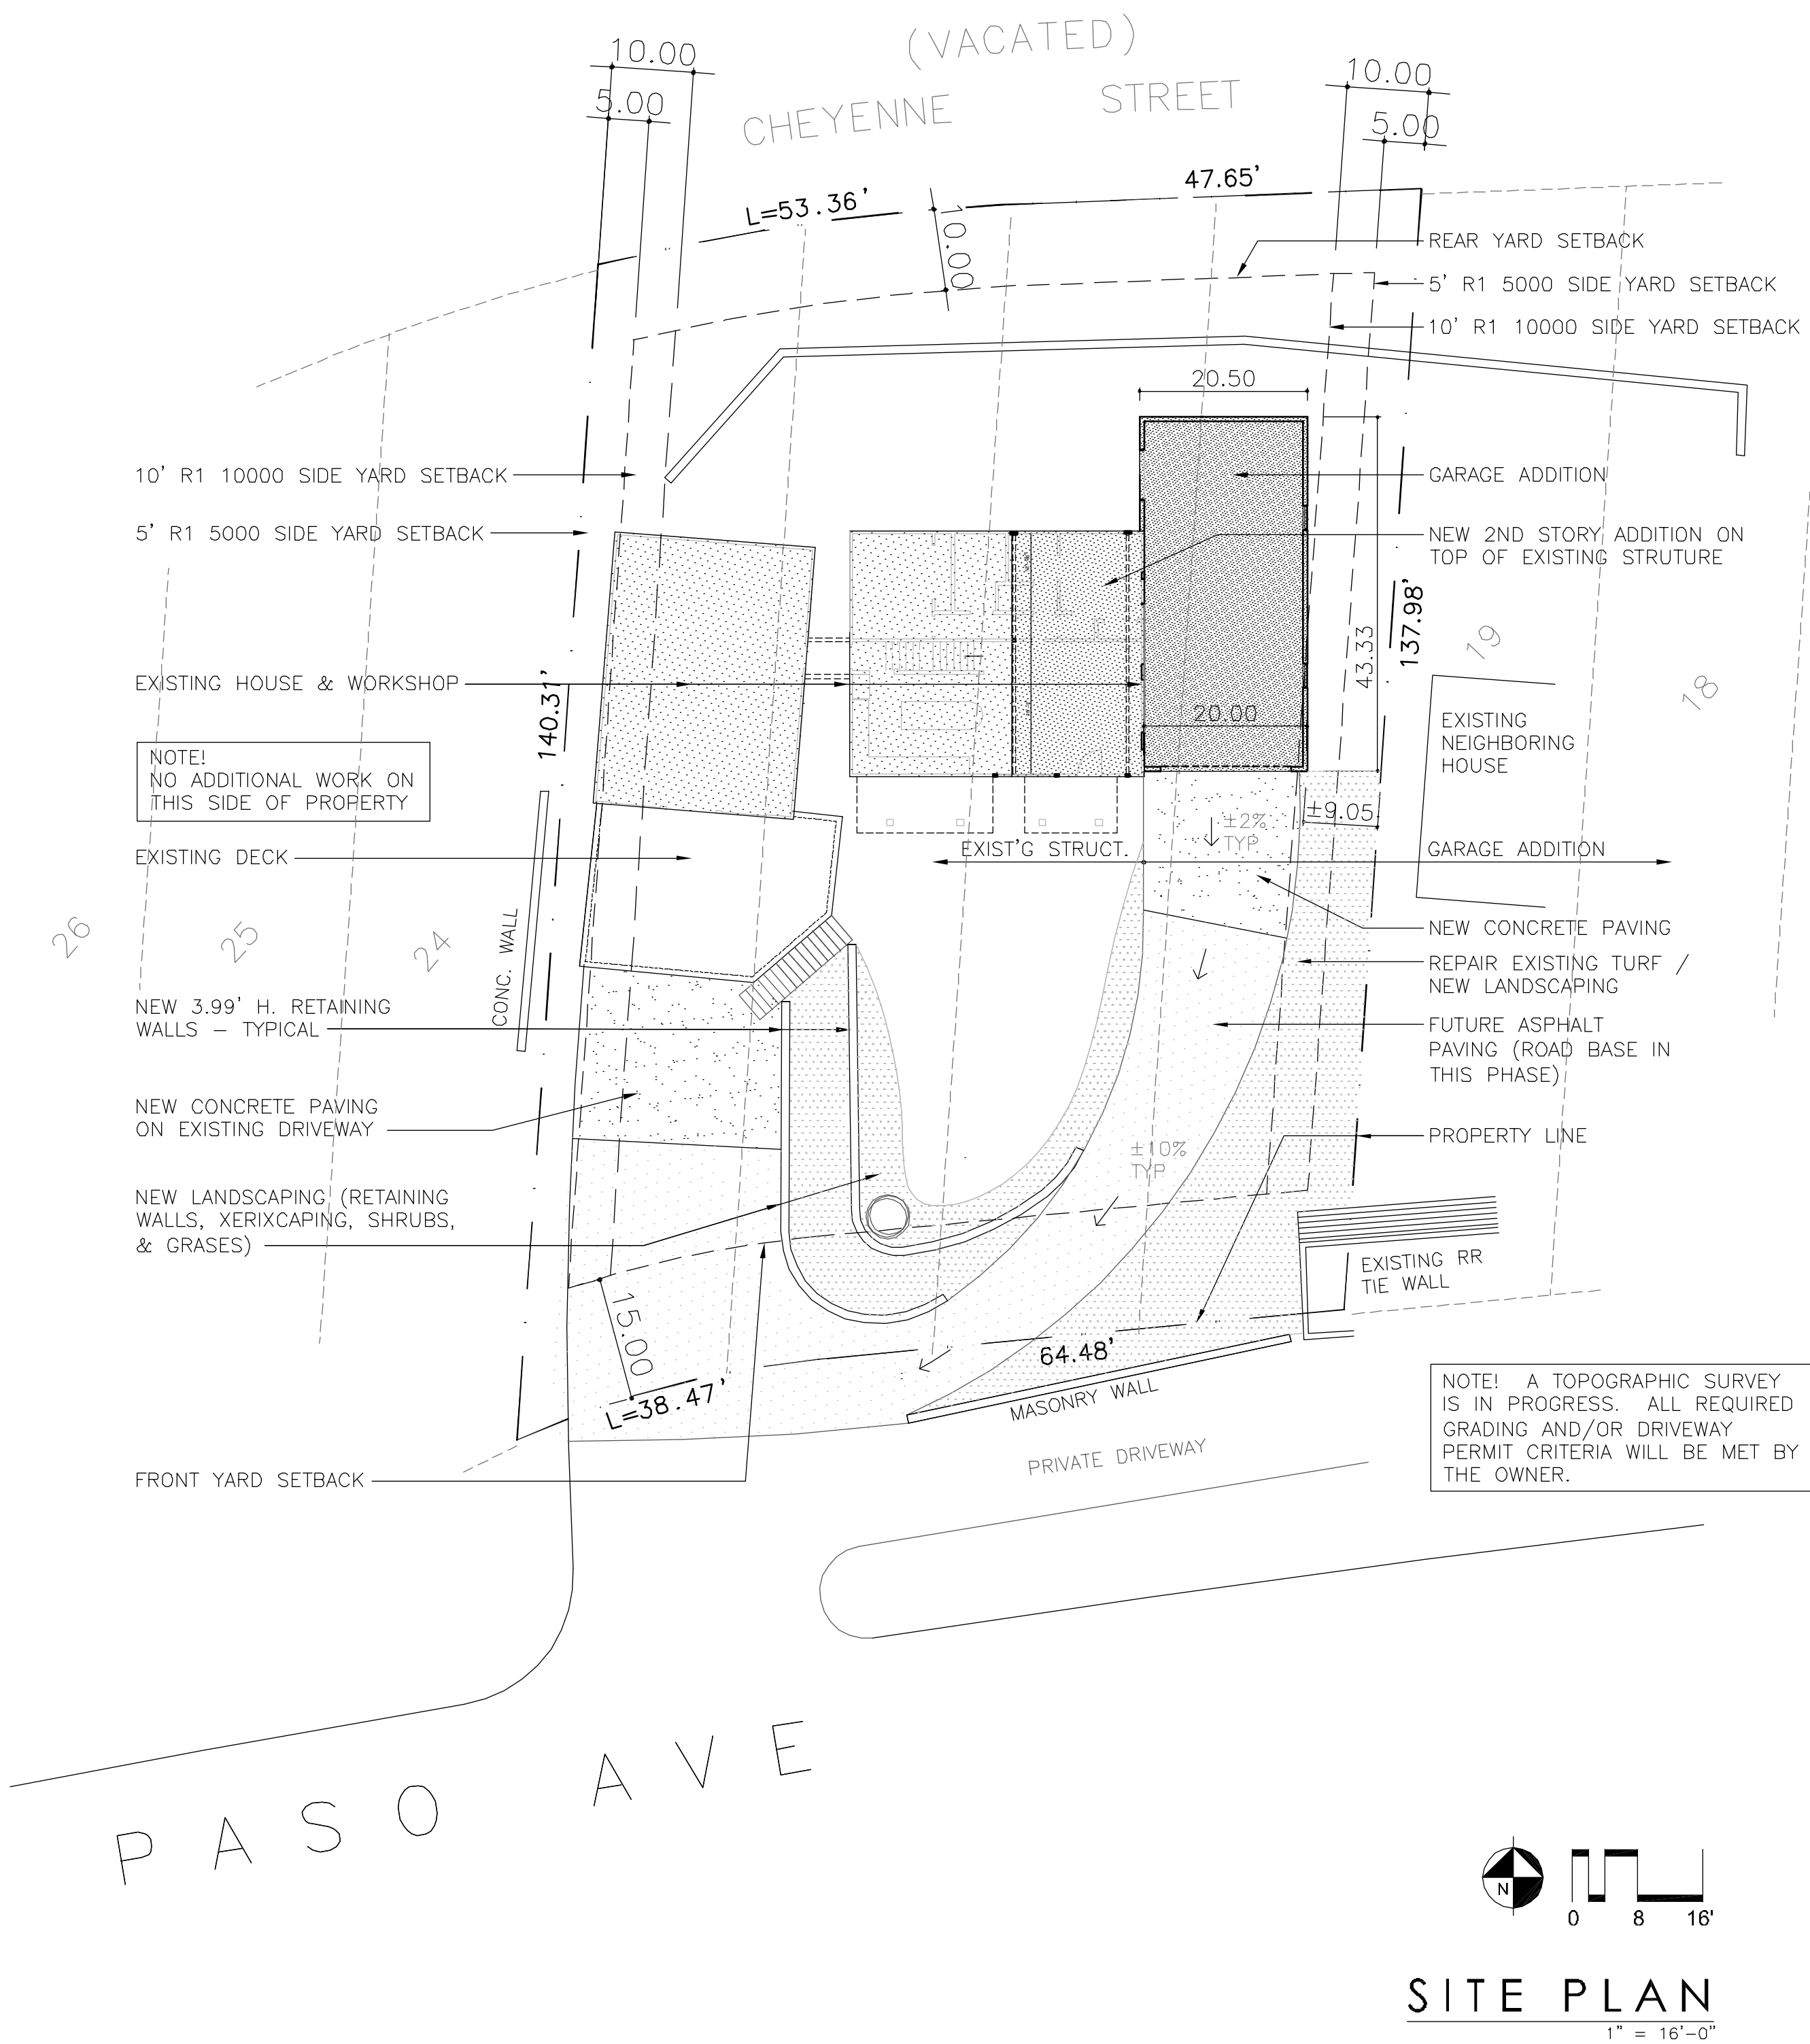 (VACATED)
CHEYENNE STREET
10.00
5.00
10.00
5.00
L=53.36'
47.65'
10.00
REAR YARD SETBACK
5' R1 5000 SIDE YARD SETBACK
10' R1 10000 SIDE YARD SETBACK
20.50
10' R1 10000 SIDE YARD SETBACK
GARAGE ADDITION
5' R1 5000 SIDE YARD SETBACK
NEW 2ND STORY ADDITION ON
TOP OF EXISTING STRUTURE
137.98'
43.33
19
18
EXISTING HOUSE & WORKSHOP
140.31'
20.00
EXISTING
NEIGHBORING
HOUSE
NOTE!
NO ADDITIONAL WORK ON
THIS SIDE OF PROPERTY
±9.05
±2%
TYP
EXISTING DECK
EXIST'G STRUCT.
GARAGE ADDITION
26
25
24
CONC. WALL
NEW CONCRETE PAVING
REPAIR EXISTING TURF /
NEW LANDSCAPING
NEW 3.99' H. RETAINING
WALLS – TYPICAL
FUTURE ASPHALT
PAVING (ROAD BASE IN
THIS PHASE)
NEW CONCRETE PAVING
ON EXISTING DRIVEWAY
PROPERTY LINE
±10%
TYP
NEW LANDSCAPING (RETAINING
WALLS, XERIXCAPING, SHRUBS,
& GRASES)
EXISTING RR
TIE WALL
15.00
64.48'
L=38.47'
MASONRY WALL
NOTE! A TOPOGRAPHIC SURVEY
IS IN PROGRESS. ALL REQUIRED
GRADING AND/OR DRIVEWAY
PERMIT CRITERIA WILL BE MET BY
THE OWNER.
PRIVATE DRIVEWAY
FRONT YARD SETBACK
PASO AVE
N
0 8 16'
SITE PLAN
1" = 16'-0"